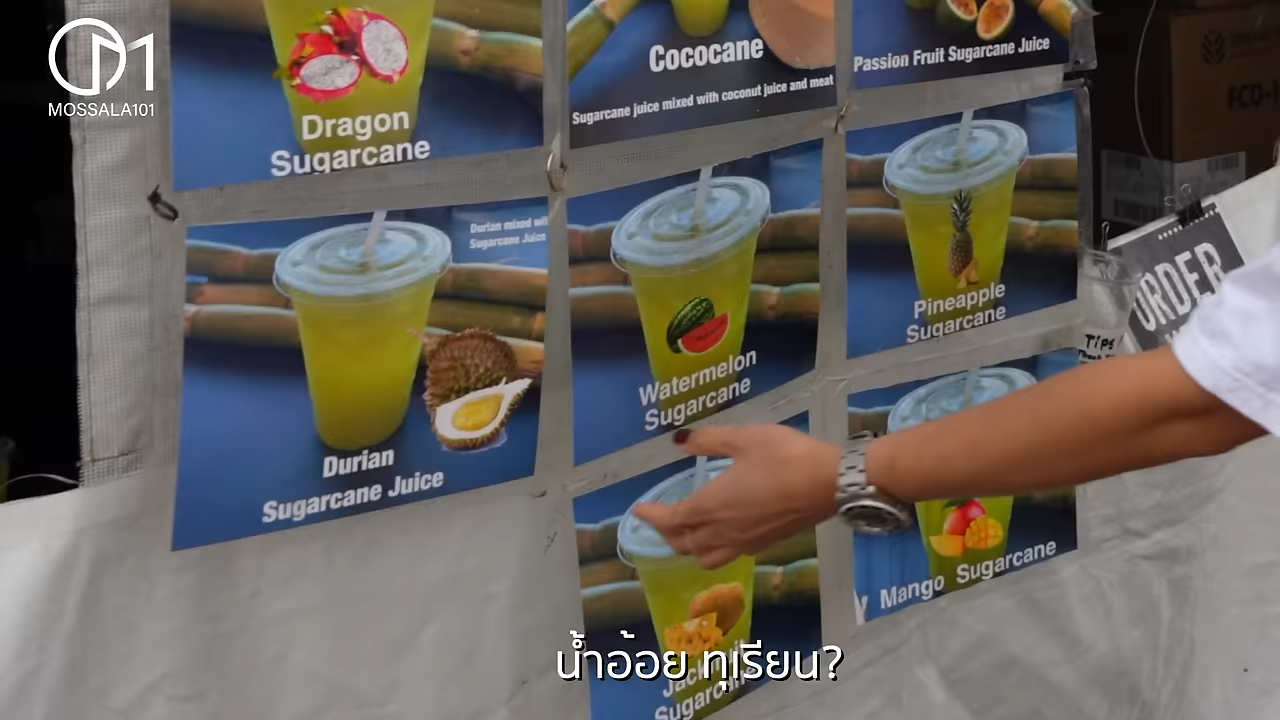 MOSSALA101
Dragon
Sugarcane
Cococane
Sugarcane juice mixed with coconut juice and meat
Passion Fruit Sugarcane Juice
Durian mixed
Sugarcane Juice
Durian
Sugarcane Juice
Watermelon
Sugarcane
Pineapple
Sugarcane
ORDER
Tips
Mango Sugarcane
Sugarcane
น้ำอ้อย ทุเรียน?